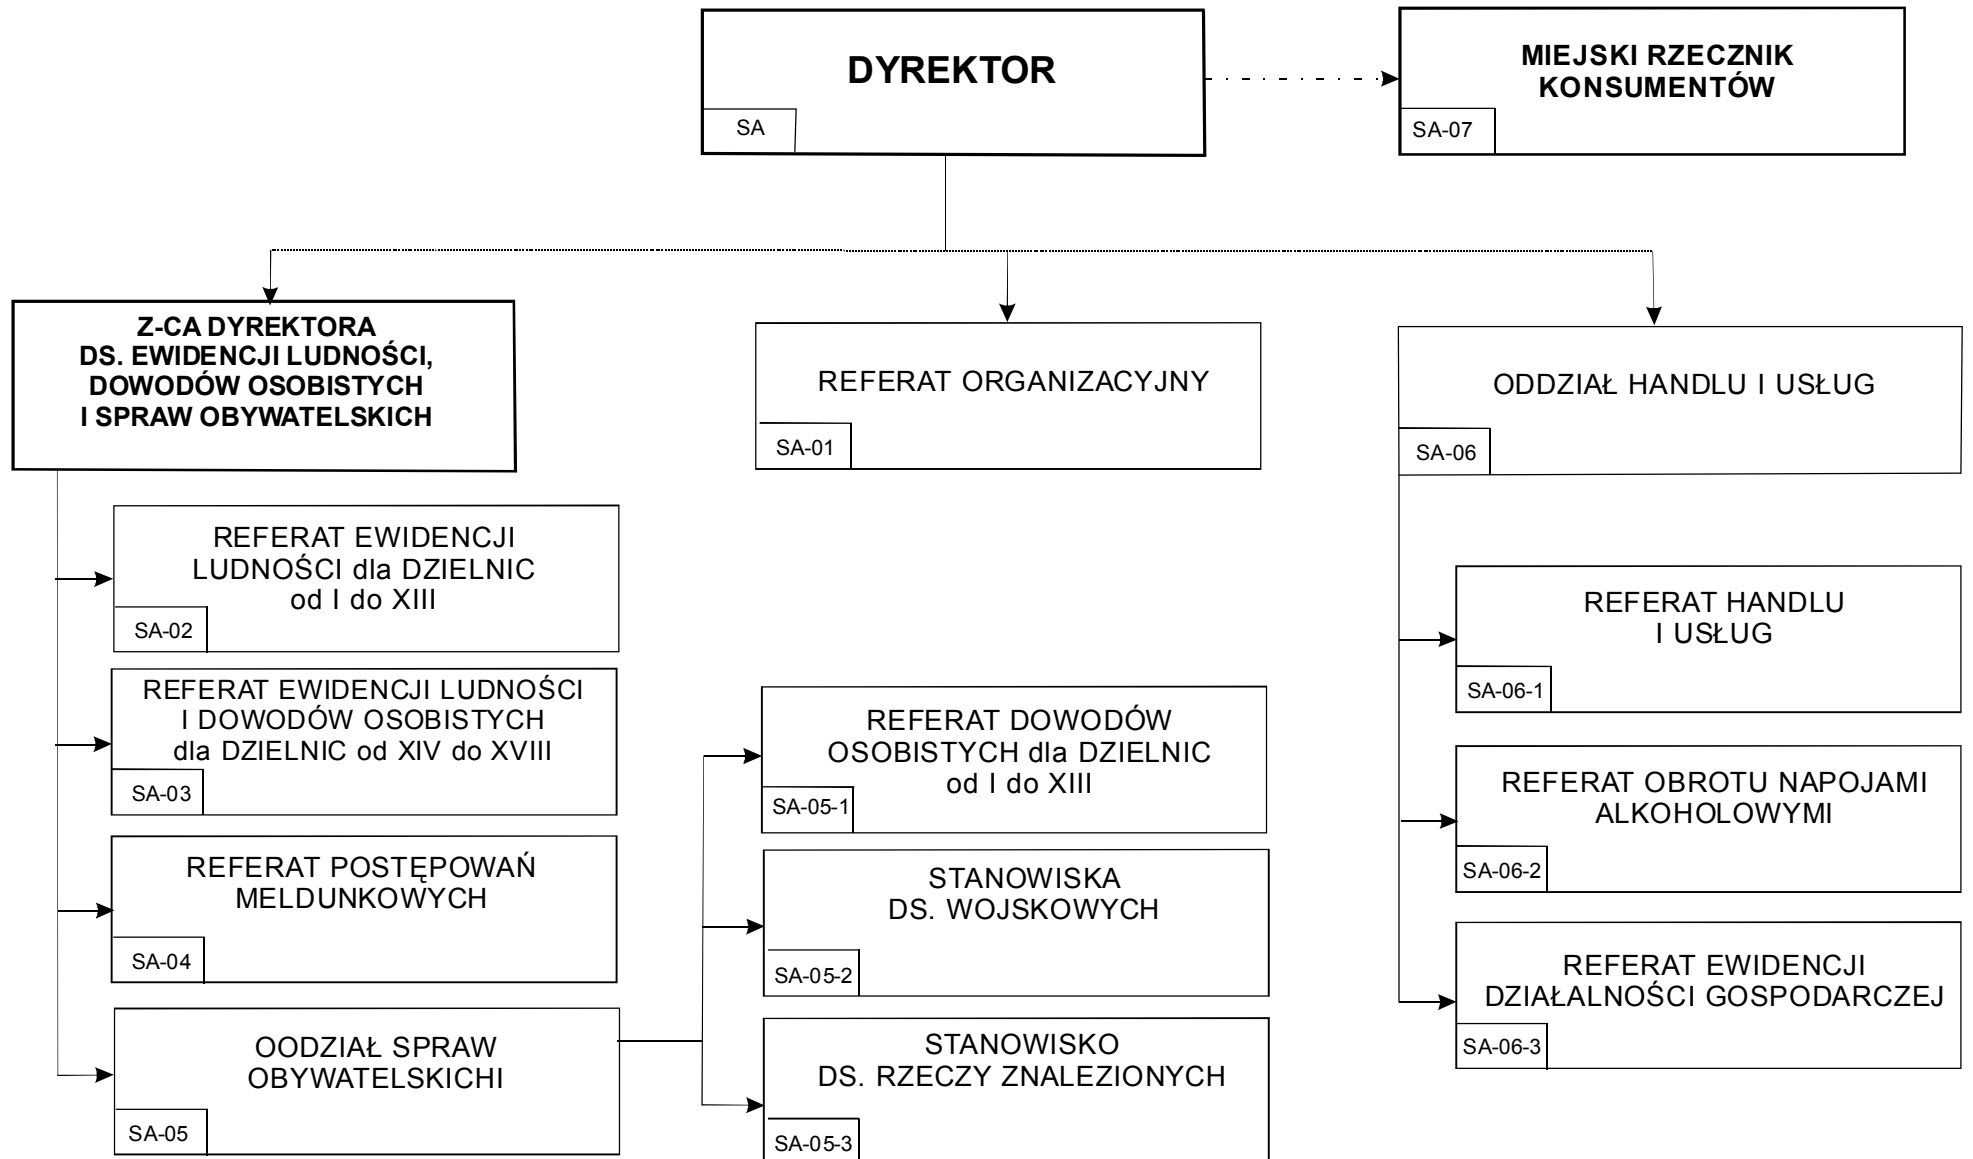 DYREKTOR
SA
MIEJSKI RZECZNIK
KONSUMENTÓW
SA-07
Z-CA DYREKTORA
DS. EWIDENCJI LUDNOŚCI,
DOWODÓW OSOBISTYCH
I SPRAW OBYWATELSKICH
REFERAT ORGANIZACYJNY
SA-01
ODDZIAŁ HANDLU I USŁUG
SA-06
REFERAT EWIDENCJI
LUDNOŚCI dla DZIELNIC
od I do XIII
SA-02
REFERAT EWIDENCJI LUDNOŚCI
I DOWODÓW OSOBISTYCH
dla DZIELNIC od XIV do XVIII
SA-03
REFERAT POSTĘPOWAŃ
MELDUNKOWYCH
SA-04
OODZIAŁ SPRAW
OBYWATELSKICHI
SA-05
REFERAT DOWODÓW
OSOBISTYCH dla DZIELNIC
od I do XIII
SA-05-1
STANOWISKA
DS. WOJSKOWYCH
SA-05-2
STANOWISKO
DS. RZECZY ZNALEZIONYCH
SA-05-3
REFERAT HANDLU
I USŁUG
SA-06-1
REFERAT OBROTU NAPOJAMI
ALKOHOLOWYMI
SA-06-2
REFERAT EWIDENCJI
DZIAŁALNOŚCI GOSPODARCZEJ
SA-06-3